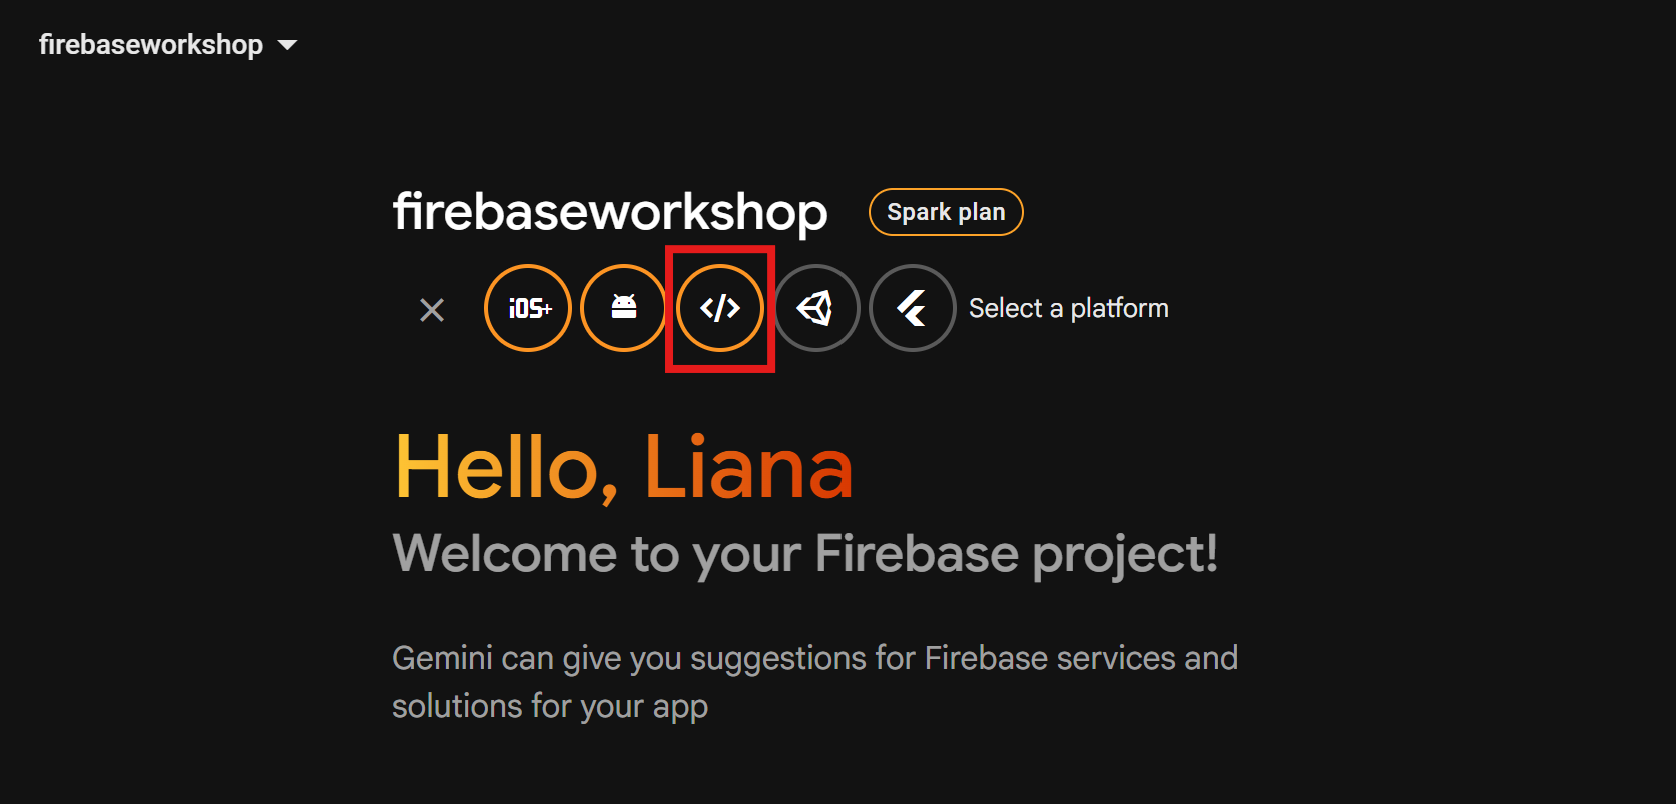 firebaseworkshop
firebaseworkshop
Spark plan
iOS+
</>
Select a platform
Hello, Liana
Welcome to your Firebase project!
Gemini can give you suggestions for Firebase services and
solutions for your app